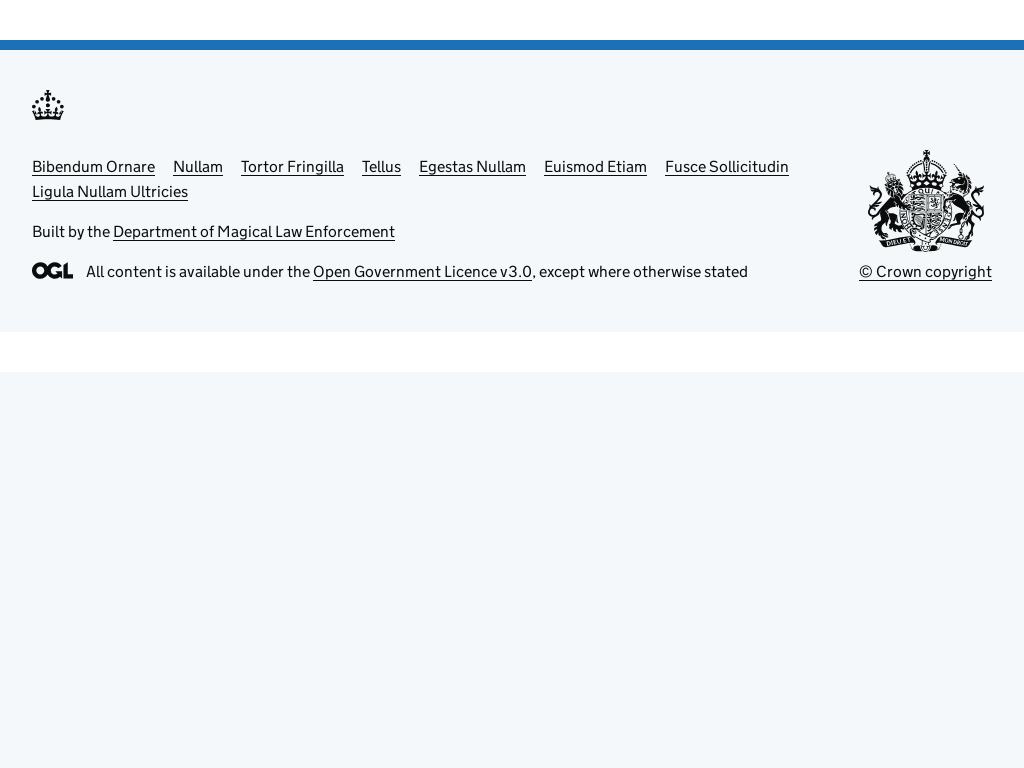 Bibendum Ornare Nullam Tortor Fringilla Tellus Egestas Nullam Euismod Etiam Fusce Sollicitudin
Ligula Nullam Ultricies
Built by the Department of Magical Law Enforcement
OGL All content is available under the Open Government Licence v3.0, except where otherwise stated
DIEU ET MON DROIT
© Crown copyright